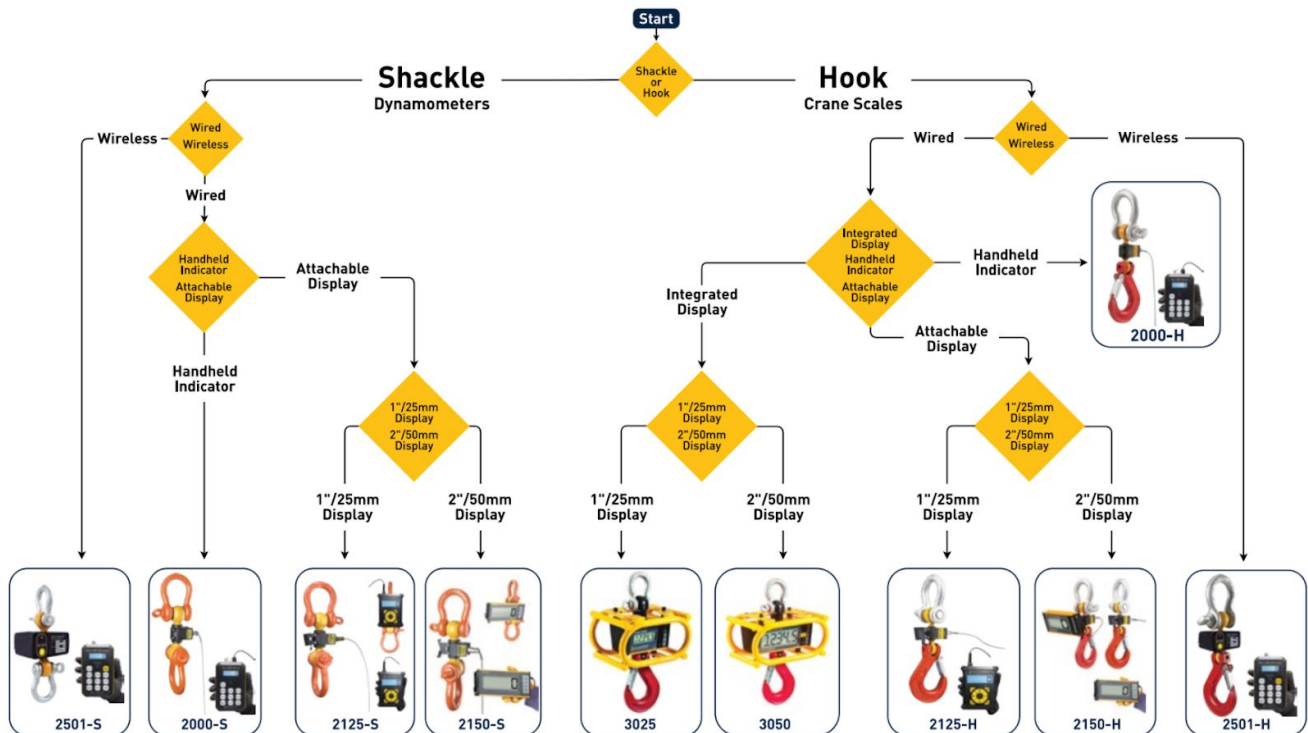 Start
Shackle
or
Hook
Shackle
Dynamometers
Hook
Crane Scales
Wired
Wireless
Wireless
Wired
Wired
Wireless
Wired
Wireless
Handheld
Indicator
Attachable
Display
Attachable
Display
Handheld
Indicator
Integrated
Display
Handheld
Indicator
Attachable
Display
Integrated
Display
Handheld
Indicator
2000-H
Attachable
Display
1"/25mm
Display
2"/50mm
Display
1"/25mm
Display
2"/50mm
Display
1"/25mm
Display
2"/50mm
Display
1"/25mm
Display
2"/50mm
Display
1"/25mm
Display
2"/50mm
Display
1"/25mm
Display
2"/50mm
Display
2501-S
2000-S
2125-S
2150-S
3025
3050
2125-H
2150-H
2501-H